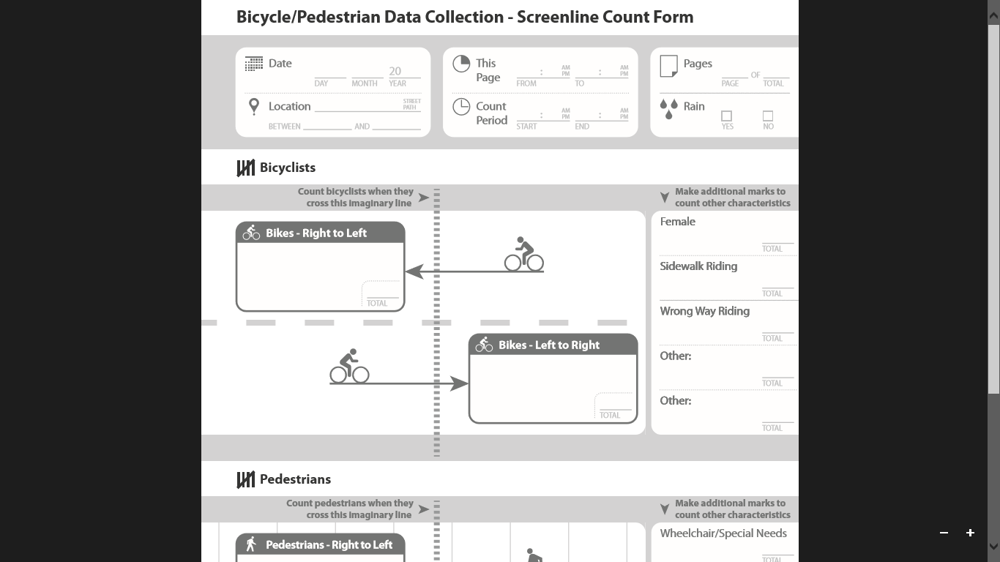 Bicycle/Pedestrian Data Collection - Screenline Count Form
Date
20
DAY MONTH YEAR
Location
STREET
PATH
BETWEEN AND
This
Page
: AM
PM
: AM
PM
FROM TO
Count
Period
: AM
PM
: AM
PM
START END
Pages
OF
PAGE TOTAL
Rain
YES NO
Bicyclists
Count bicyclists when they
cross this imaginary line
Make additional marks to
count other characteristics
Bikes - Right to Left
TOTAL
Bikes - Left to Right
TOTAL
Female
TOTAL
Sidewalk Riding
TOTAL
Wrong Way Riding
TOTAL
Other:
TOTAL
Other:
TOTAL
Pedestrians
Count pedestrians when they
cross this imaginary line
Make additional marks to
count other characteristics
Pedestrians - Right to Left
Wheelchair/Special Needs
TOTAL